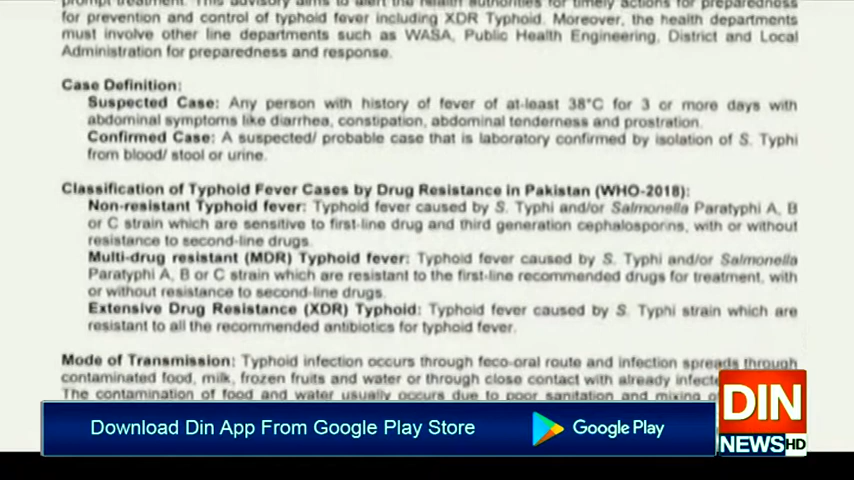 prompt treatment. This advisory aims to alert the health authorities for timely actions for preparedness
for prevention and control of typhoid fever including XDR Typhoid. Moreover, the health departments
must involve other line departments such as WASA, Public Health Engineering, District and Local
Administration for preparedness and response.
Case Definition:
Suspected Case: Any person with history of fever of at-least 38°C for 3 or more days with
abdominal symptoms like diarrhea, constipation, abdominal tenderness and prostration.
Confirmed Case: A suspected/ probable case that is laboratory confirmed by isolation of S. Typhi
from blood/ stool or urine.
Classification of Typhoid Fever Cases by Drug Resistance in Pakistan (WHO-2018):
Non-resistant Typhoid fever: Typhoid fever caused by S. Typhi and/or Salmonella Paratyphi A, B
or C strain which are sensitive to first-line drug and third generation cephalosporins, with or without
resistance to second-line drugs.
Multi-drug resistant (MDR) Typhoid fever: Typhoid fever caused by S. Typhi and/or Salmonella
Paratyphi A, B or C strain which are resistant to the first-line recommended drugs for treatment, with
or without resistance to second-line drugs.
Extensive Drug Resistance (XDR) Typhoid: Typhoid fever caused by S. Typhi strain which are
resistant to all the recommended antibiotics for typhoid fever.
Mode of Transmission: Typhoid infection occurs through feco-oral route and infection spreads through
contaminated food, milk, frozen fruits and water or through close contact with already
The contamination of food and water usually occurs due to poor sanitation and mixing
Download Din App From Google Play Store
Google Play
DIN
NEWS HD